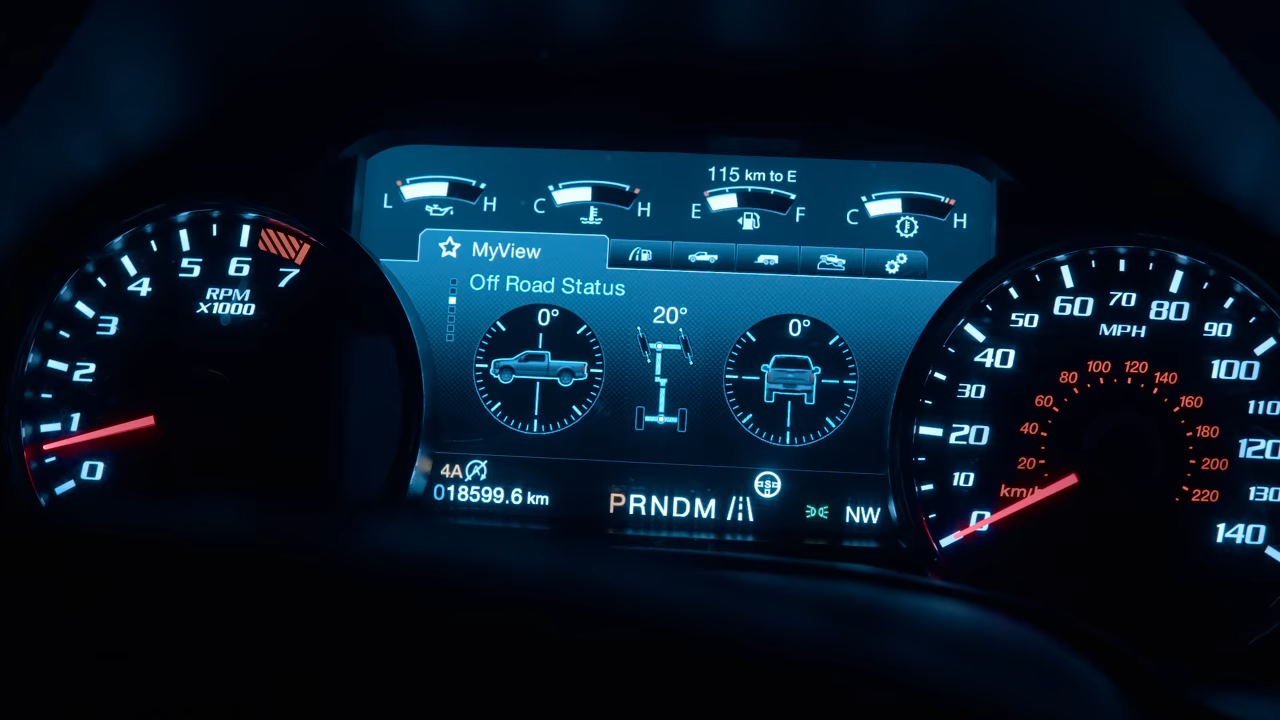 115 km to E
L H C H E F C H
MyView
Off Road Status
0° 20° 0°
4A
018599.6 km
PRNDM
S
NW
0 1 2 3 4 5 6 7
RPM
X1000
0 10 20 30 40 50 60 70 80 90 100 110 120 130 140
MPH
20 40 60 80 100 120 140 160 180 200 220
km/h